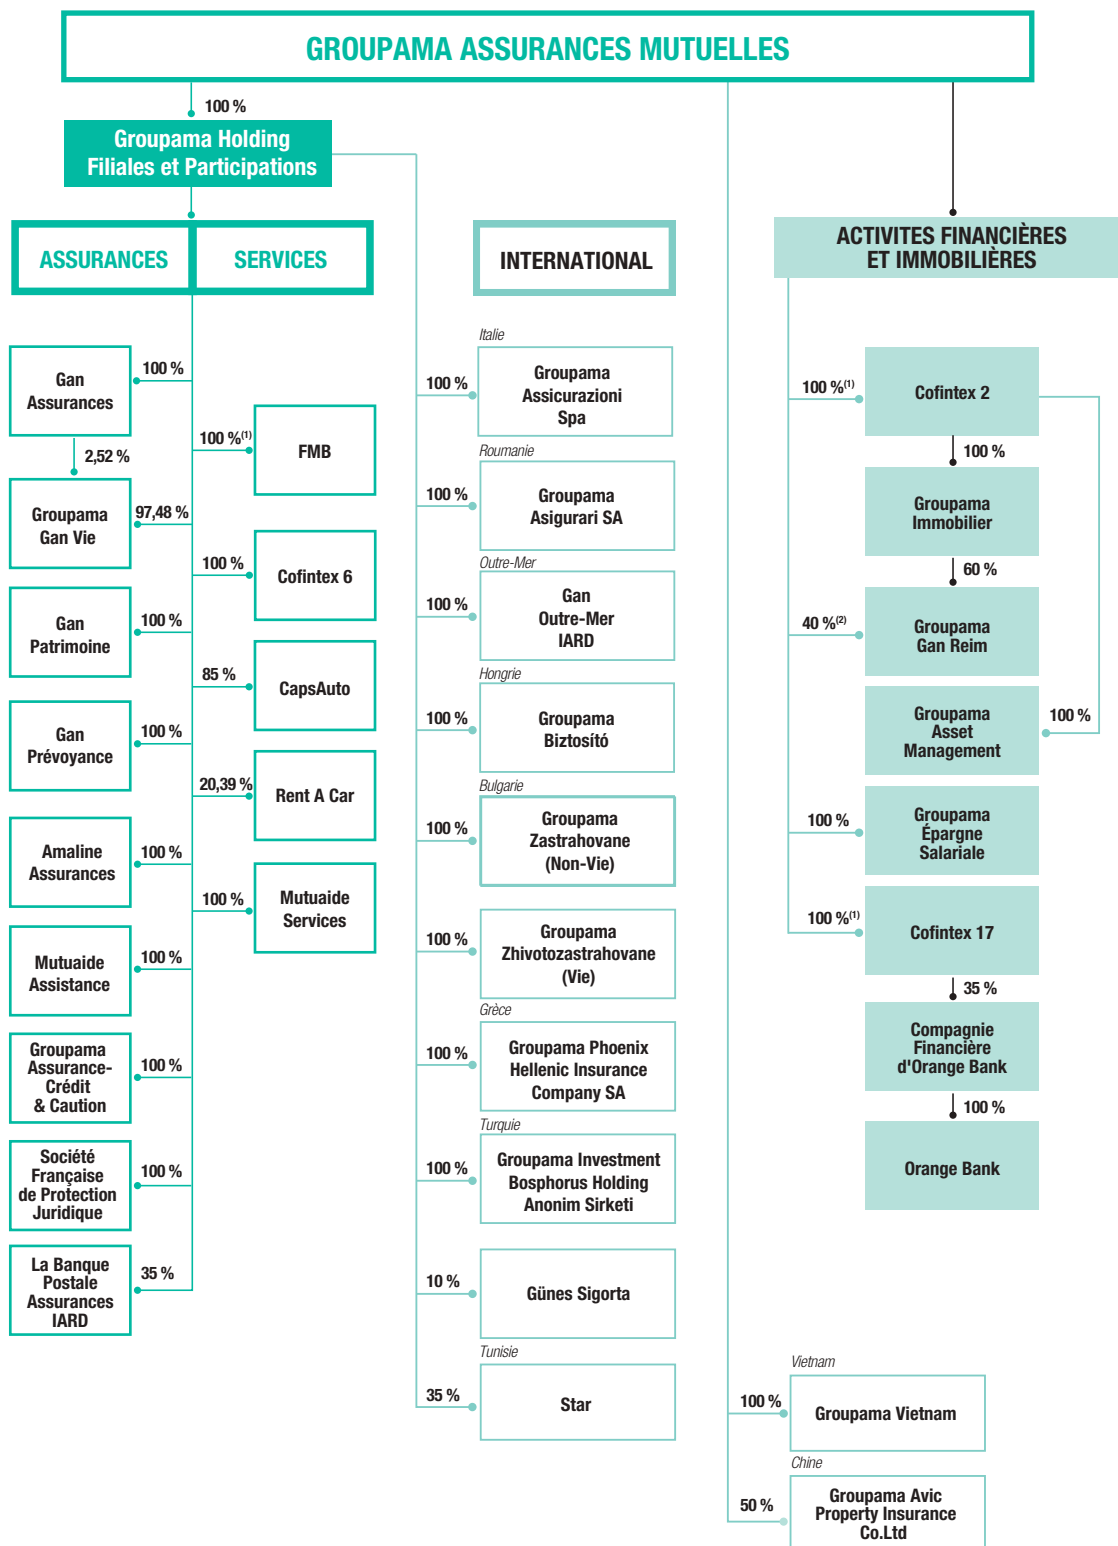 GROUPAMA ASSURANCES MUTUELLES
100 %
Groupama Holding
Filiales et Participations
ASSURANCES
SERVICES
Gan
Assurances
100 %
2,52 %
Groupama
Gan Vie
97,48 %
Gan
Patrimoine
100 %
Gan
Prévoyance
100 %
Amaline
Assurances
100 %
Mutuaide
Assistance
100 %
Groupama
Assurance-
Crédit
& Caution
100 %
Société
Française
de Protection
Juridique
100 %
La Banque
Postale
Assurances
IARD
35 %
100 %(1)
FMB
100 %
Cofintex 6
85 %
CapsAuto
20,39 %
Rent A Car
100 %
Mutuaide
Services
INTERNATIONAL
Italie
100 %
Groupama
Assicurazioni
Spa
Roumanie
100 %
Groupama
Asigurari SA
Outre-Mer
100 %
Gan
Outre-Mer
IARD
Hongrie
100 %
Groupama
Biztosító
Bulgarie
100 %
Groupama
Zastrahovane
(Non-Vie)
100 %
Groupama
Zhivotozastrahovane
(Vie)
Grèce
100 %
Groupama Phoenix
Hellenic Insurance
Company SA
Turquie
100 %
Groupama Investment
Bosphorus Holding
Anonim Sirketi
10 %
Günes Sigorta
Tunisie
35 %
Star
ACTIVITES FINANCIÈRES
ET IMMOBILIÈRES
100 %(1)
Cofintex 2
100 %
Groupama
Immobilier
60 %
40 %(2)
Groupama
Gan Reim
Groupama
Asset
Management
100 %
100 %
Groupama
Épargne
Salariale
100 %(1)
Cofintex 17
35 %
Compagnie
Financière
d'Orange Bank
100 %
Orange Bank
Vietnam
100 %
Groupama Vietnam
Chine
50 %
Groupama Avic
Property Insurance
Co.Ltd